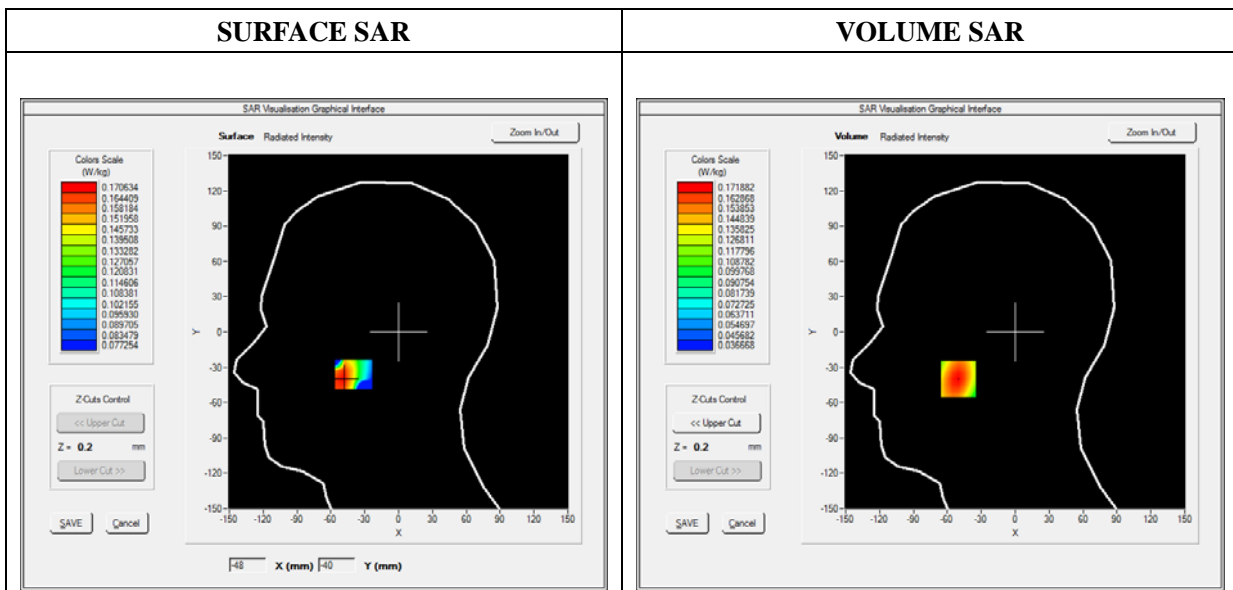 SURFACE SAR
SAR Visualisation Graphical Interface
Surface Radiated Intensity
Zoom In/Out
Colors Scale
(W/kg)
0.170634
0.164409
0.158184
0.151958
0.145733
0.139508
0.133282
0.127057
0.120831
0.114606
0.108381
0.102155
0.095930
0.089705
0.083479
0.077254
Z-Cuts Control
<< Upper Cut
Z = 0.2 mm
Lower Cut >>
SAVE Cancel
150
120
90
60
30
0
-30
-60
-90
-120
-150
Y
-150 -120 -90 -60 -30 0 30 60 90 120 150
X
-48 X (mm) -40 Y (mm)
VOLUME SAR
SAR Visualisation Graphical Interface
Volume Radiated Intensity
Zoom In/Out
Colors Scale
(W/kg)
0.171882
0.162868
0.153853
0.144839
0.135825
0.126811
0.117796
0.108782
0.099768
0.090754
0.081739
0.072725
0.063711
0.054697
0.045682
0.036668
Z-Cuts Control
<< Upper Cut
Z = 0.2 mm
Lower Cut >>
SAVE Cancel
150
120
90
60
30
0
-30
-60
-90
-120
-150
Y
-150 -120 -90 -60 -30 0 30 60 90 120 150
X